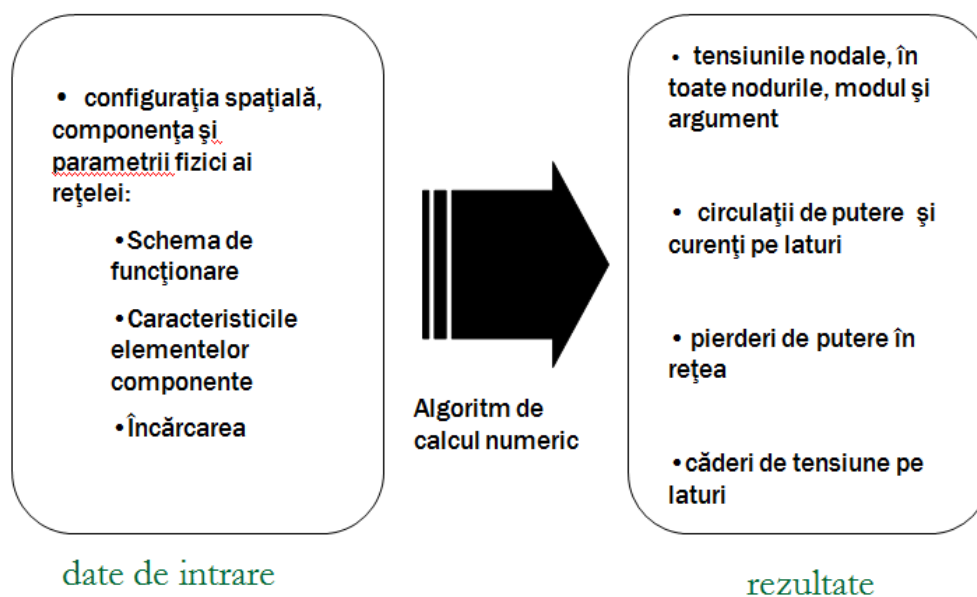 • configuraţia spaţială,
componenţa şi
parametrii fizici ai
reţelei:
•Schema de
funcţionare
•Caracteristicile
elementelor
componente
•Încărcarea
date de intrare
Algoritm de
calcul numeric
• tensiunile nodale, în
toate nodurile, modul şi
argument
• circulaţii de putere şi
curenţi pe laturi
• pierderi de putere în
reţea
•căderi de tensiune pe
laturi
rezultate